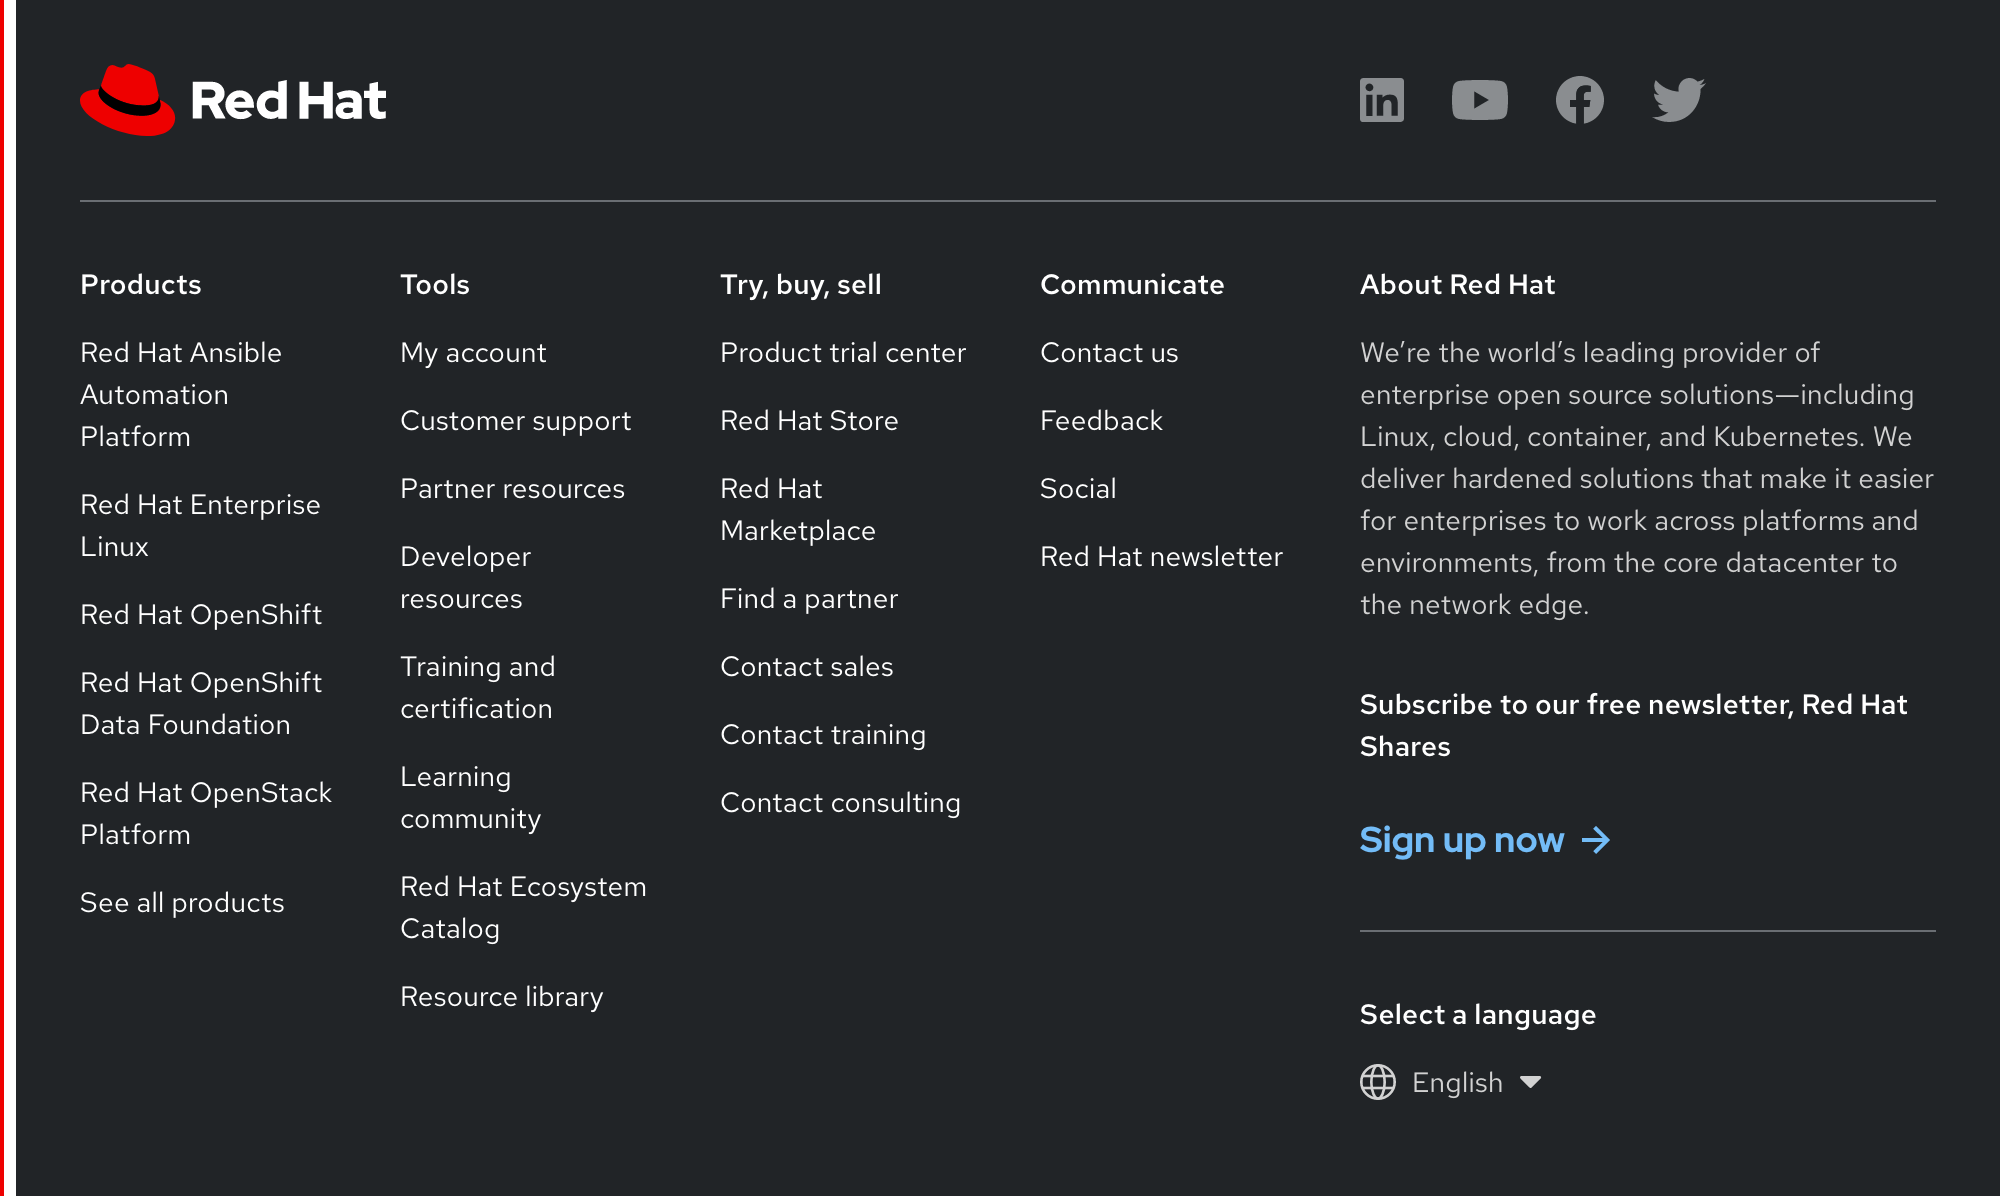 Red Hat
Products
Red Hat Ansible
Automation
Platform
Red Hat Enterprise
Linux
Red Hat OpenShift
Red Hat OpenShift
Data Foundation
Red Hat OpenStack
Platform
See all products
Tools
My account
Customer support
Partner resources
Developer
resources
Training and
certification
Learning
community
Red Hat Ecosystem
Catalog
Resource library
Try, buy, sell
Product trial center
Red Hat Store
Red Hat
Marketplace
Find a partner
Contact sales
Contact training
Contact consulting
Communicate
Contact us
Feedback
Social
Red Hat newsletter
About Red Hat
We’re the world’s leading provider of
enterprise open source solutions—including
Linux, cloud, container, and Kubernetes. We
deliver hardened solutions that make it easier
for enterprises to work across platforms and
environments, from the core datacenter to
the network edge.
Subscribe to our free newsletter, Red Hat
Shares
Sign up now
Select a language
English